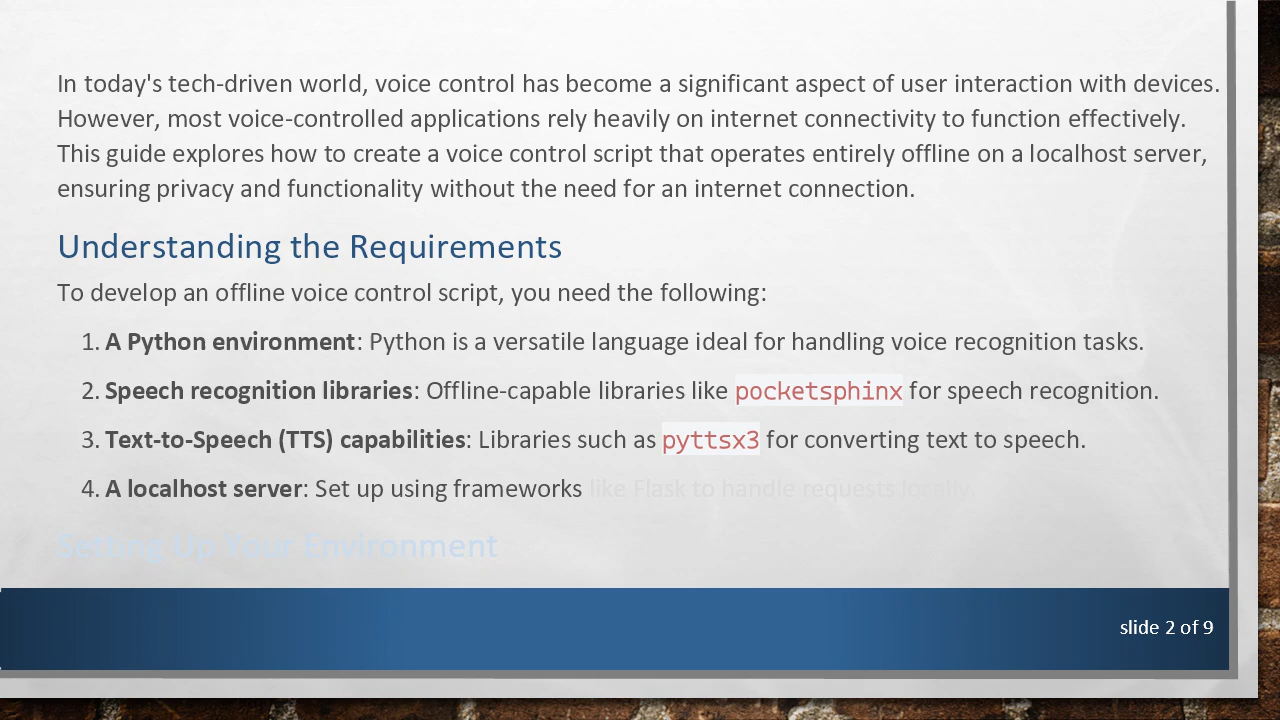 In today's tech-driven world, voice control has become a significant aspect of user interaction with devices.
However, most voice-controlled applications rely heavily on internet connectivity to function effectively.
This guide explores how to create a voice control script that operates entirely offline on a localhost server,
ensuring privacy and functionality without the need for an internet connection.
Understanding the Requirements
To develop an offline voice control script, you need the following:
1. A Python environment: Python is a versatile language ideal for handling voice recognition tasks.
2. Speech recognition libraries: Offline-capable libraries like pocketsphinx for speech recognition.
3. Text-to-Speech (TTS) capabilities: Libraries such as pyttsx3 for converting text to speech.
4. A localhost server: Set up using frameworks like Flask to handle requests locally.
Setting Up Your Environment
slide 2 of 9